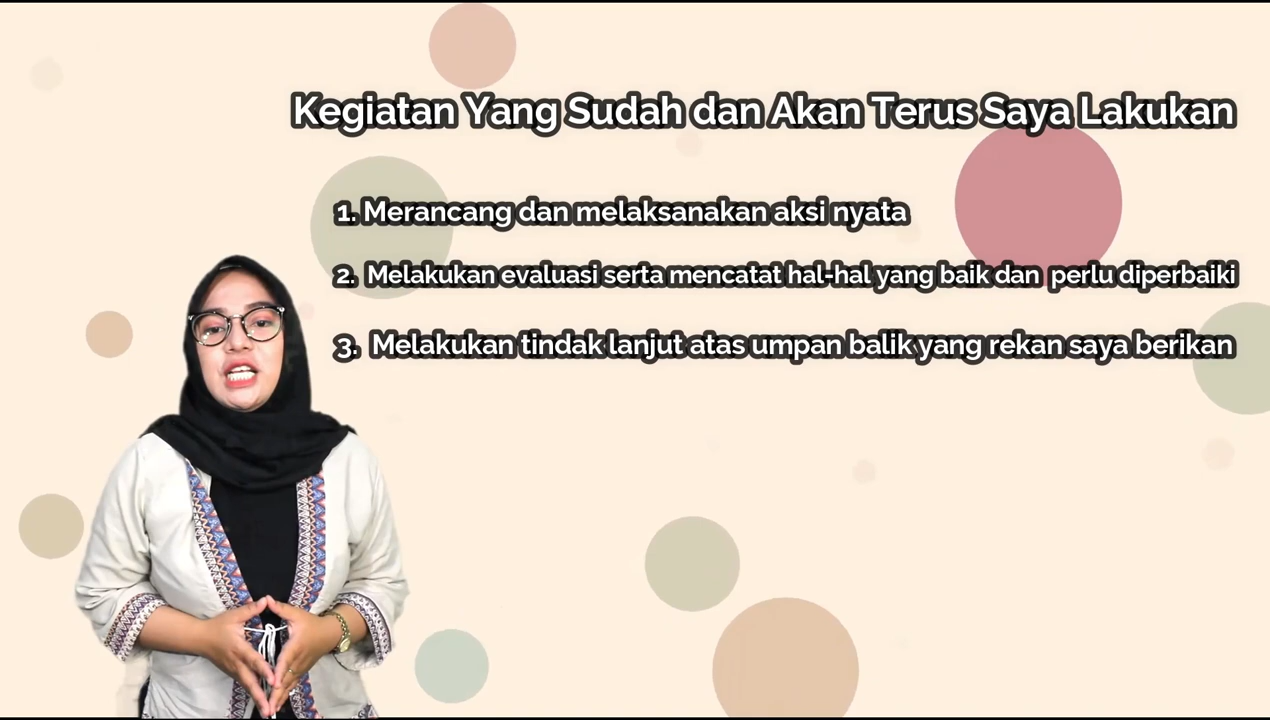 Kegiatan Yang Sudah dan Akan Terus Saya Lakukan
1. Merancang dan melaksanakan aksi nyata
2. Melakukan evaluasi serta mencatat hal-hal yang baik dan perlu diperbaiki
3. Melakukan tindak lanjut atas umpan balik yang rekan saya berikan